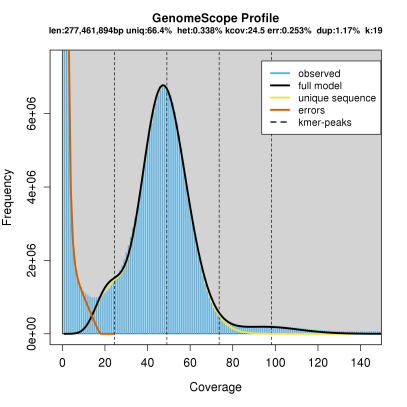 GenomeScope Profile
len:277,461,894bp uniq:66.4% het:0.338% kcov:24.5 err:0.253% dup:1.17% k:19
observed
full model
unique sequence
errors
kmer-peaks
Frequency
6e+06
4e+06
2e+06
0e+00
0 20 40 60 80 100 120 140
Coverage